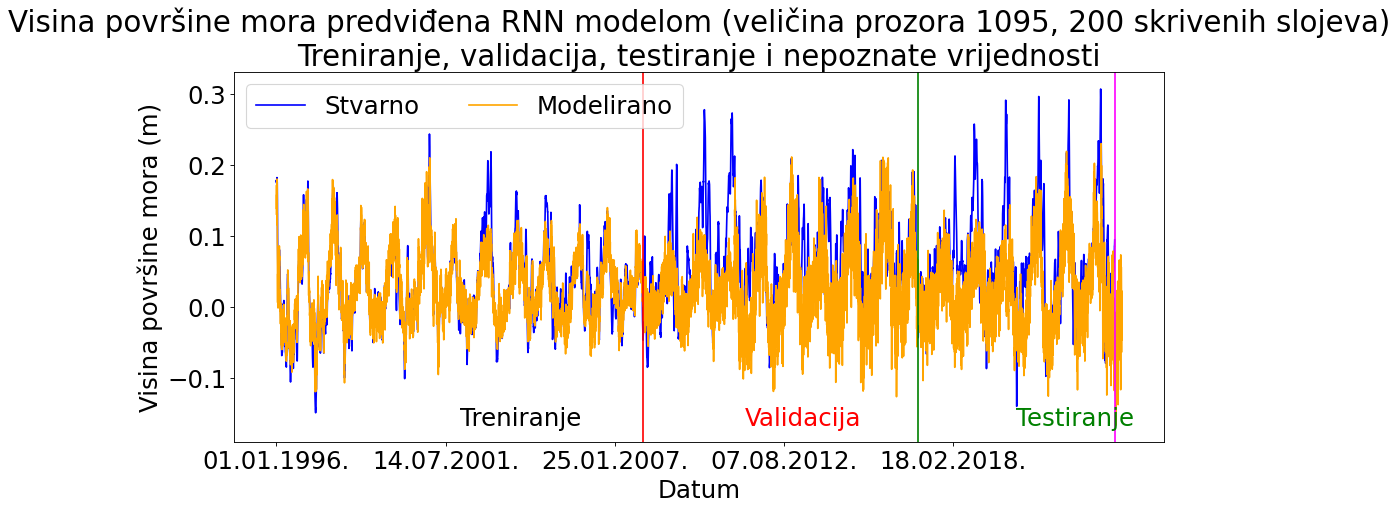 Visina površine mora predviđena RNN modelom (veličina prozora 1095, 200 skrivenih slojeva)
Treniranje, validacija, testiranje i nepoznate vrijednosti
Stvarno Modelirano
Visina površine mora (m)
0.3
0.2
0.1
0.0
−0.1
Treniranje Validacija Testiranje
01.01.1996. 14.07.2001. 25.01.2007. 07.08.2012. 18.02.2018.
Datum